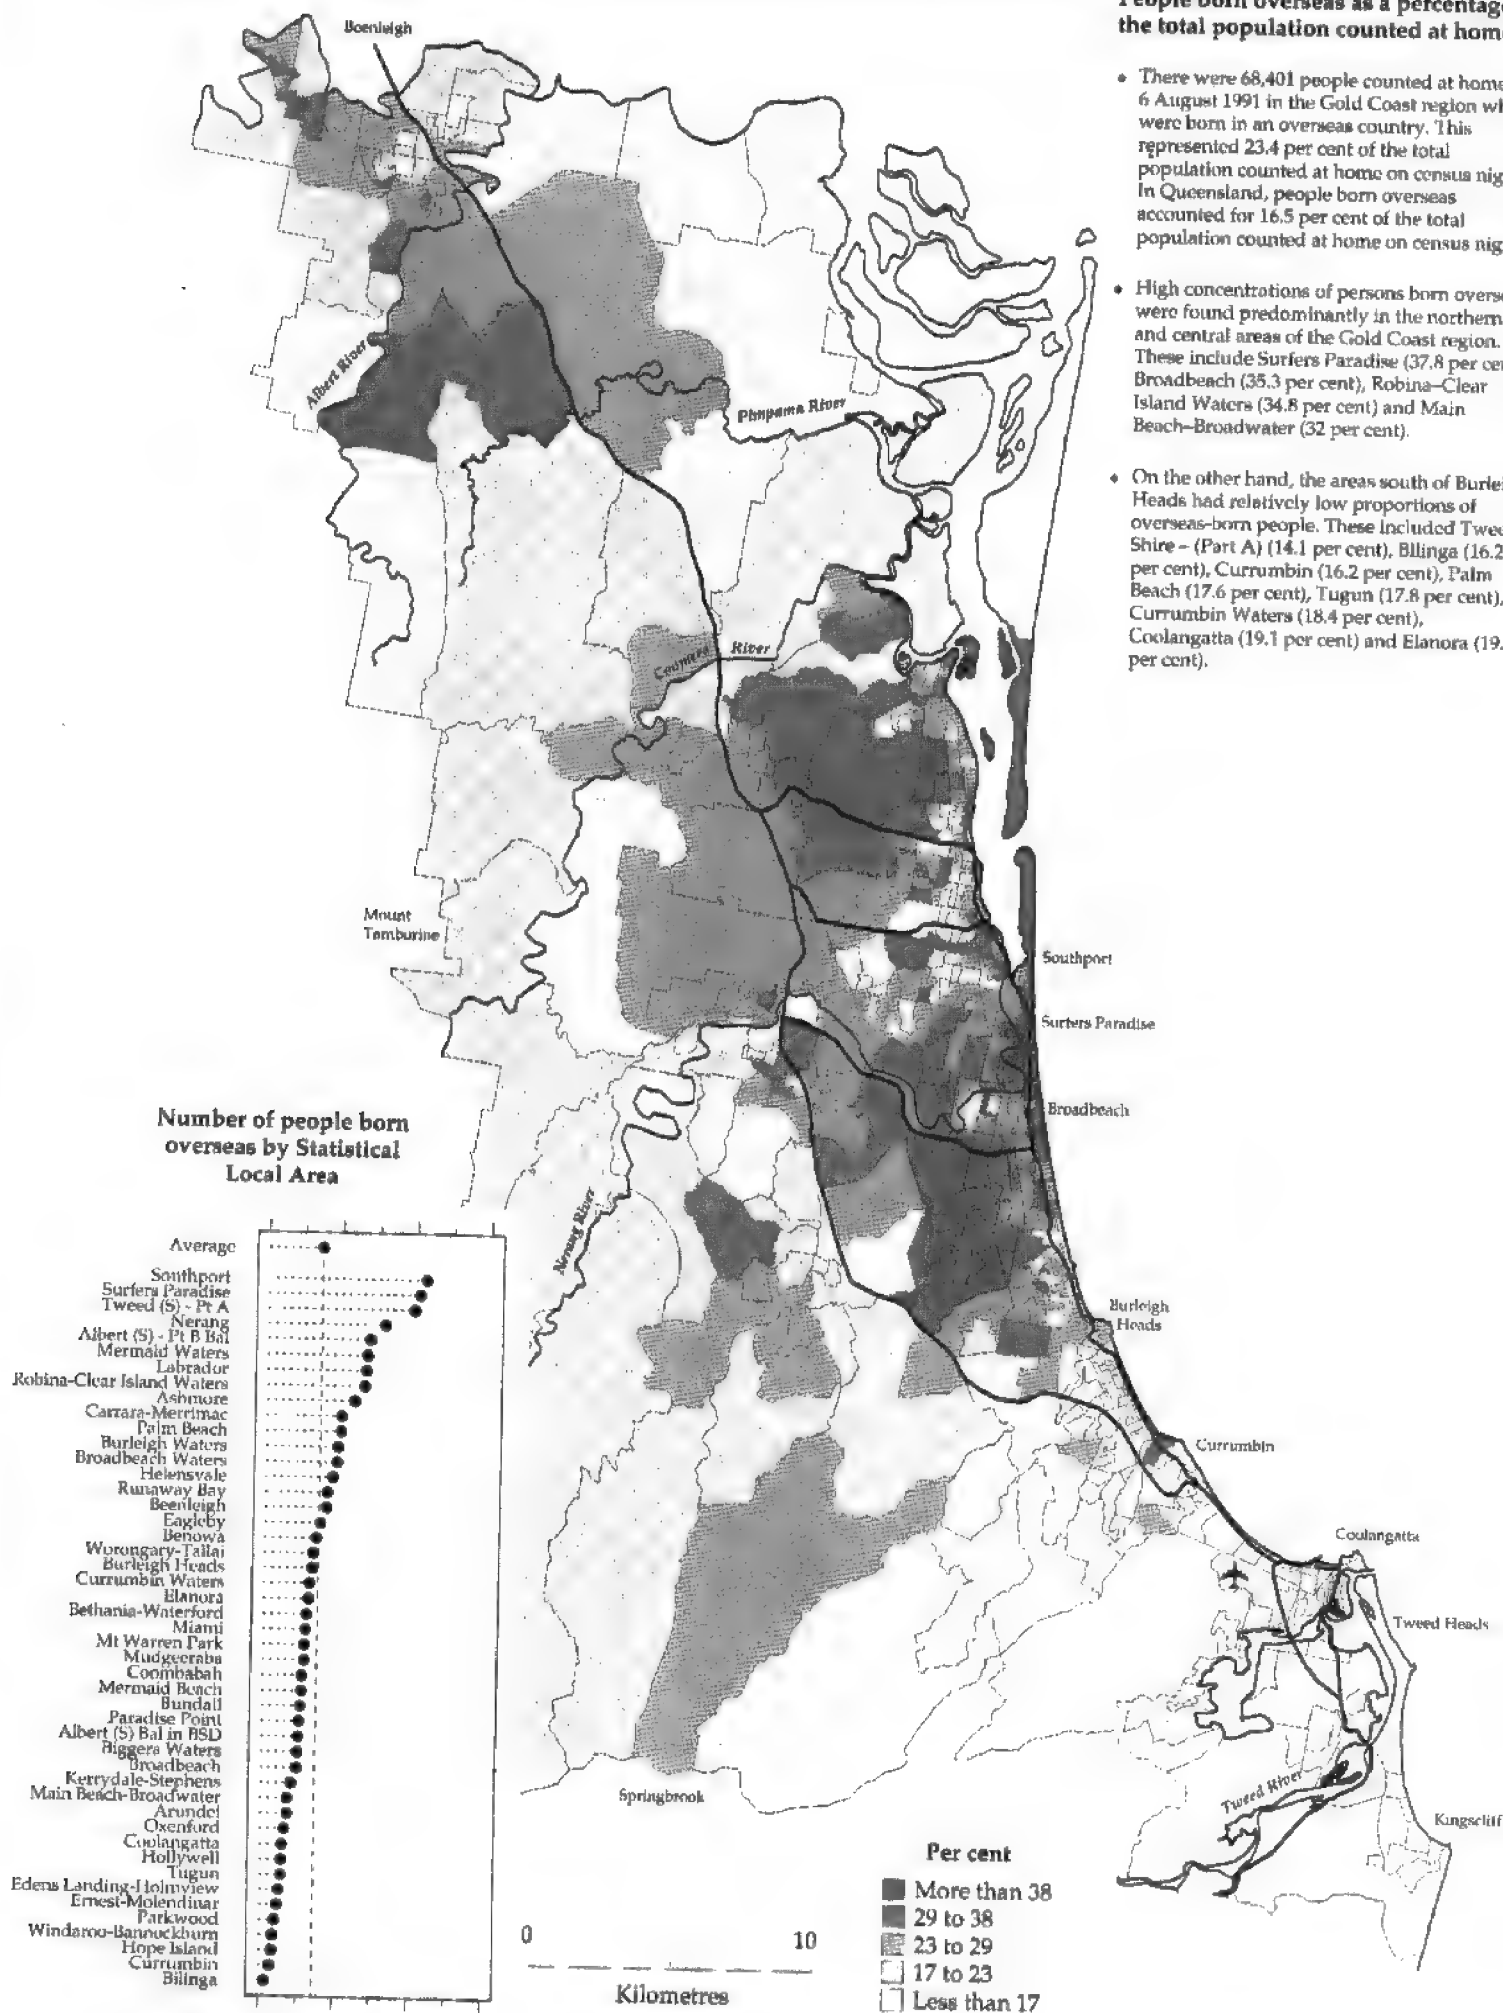 People born overseas as a percentage
the total population counted at hom
• There were 68,401 people counted at home
6 August 1991 in the Gold Coast region wh
were born in an overseas country. This
represented 23.4 per cent of the total
population counted at home on census nig
In Queensland, people born overseas
accounted for 16.5 per cent of the total
population counted at home on census nig
• High concentrations of persons born overse
were found predominantly in the northern
and central areas of the Gold Coast region.
These include Surfers Paradise (37.8 per cen
Broadbeach (35.3 per cent), Robina–Clear
Island Waters (34.8 per cent) and Main
Beach–Broadwater (32 per cent).
• On the other hand, the areas south of Burlei
Heads had relatively low proportions of
overseas-born people. These included Twee
Shire – (Part A) (14.1 per cent), Bilinga (16.2
per cent), Currumbin (16.2 per cent), Palm
Beach (17.6 per cent), Tugun (17.8 per cent),
Currumbin Waters (18.4 per cent),
Coolangatta (19.1 per cent) and Elanora (19.
per cent).
Beenleigh
Albert River
Pimpama River
Coomera River
Mount
Tamburine
Southport
Surfers Paradise
Broadbeach
Nerang River
Burleigh
Heads
Currumbin
Coolangatta
Tweed Heads
Tweed River
Kingscliff
Springbrook
Number of people born
overseas by Statistical
Local Area
Average
Southport
Surfers Paradise
Tweed (S) - Pt A
Nerang
Albert (S) - Pt B Bal
Mermaid Waters
Labrador
Robina-Clear Island Waters
Ashmore
Carrara-Merrimac
Palm Beach
Burleigh Waters
Broadbeach Waters
Helensvale
Runaway Bay
Beenleigh
Eagleby
Benowa
Worongary-Tallai
Burleigh Heads
Currumbin Waters
Elanora
Bethania-Waterford
Miami
Mt Warren Park
Mudgeeraba
Coombabah
Mermaid Beach
Bundall
Paradise Point
Albert (S) Bal in BSD
Biggera Waters
Broadbeach
Kerrydale-Stephens
Main Beach-Broadwater
Arundel
Oxenford
Coolangatta
Hollywell
Tugun
Edens Landing-Holmview
Ernest-Molendinar
Parkwood
Windaroo-Bannockburn
Hope Island
Currumbin
Bilinga
0 10
Kilometres
Per cent
More than 38
29 to 38
23 to 29
17 to 23
Less than 17